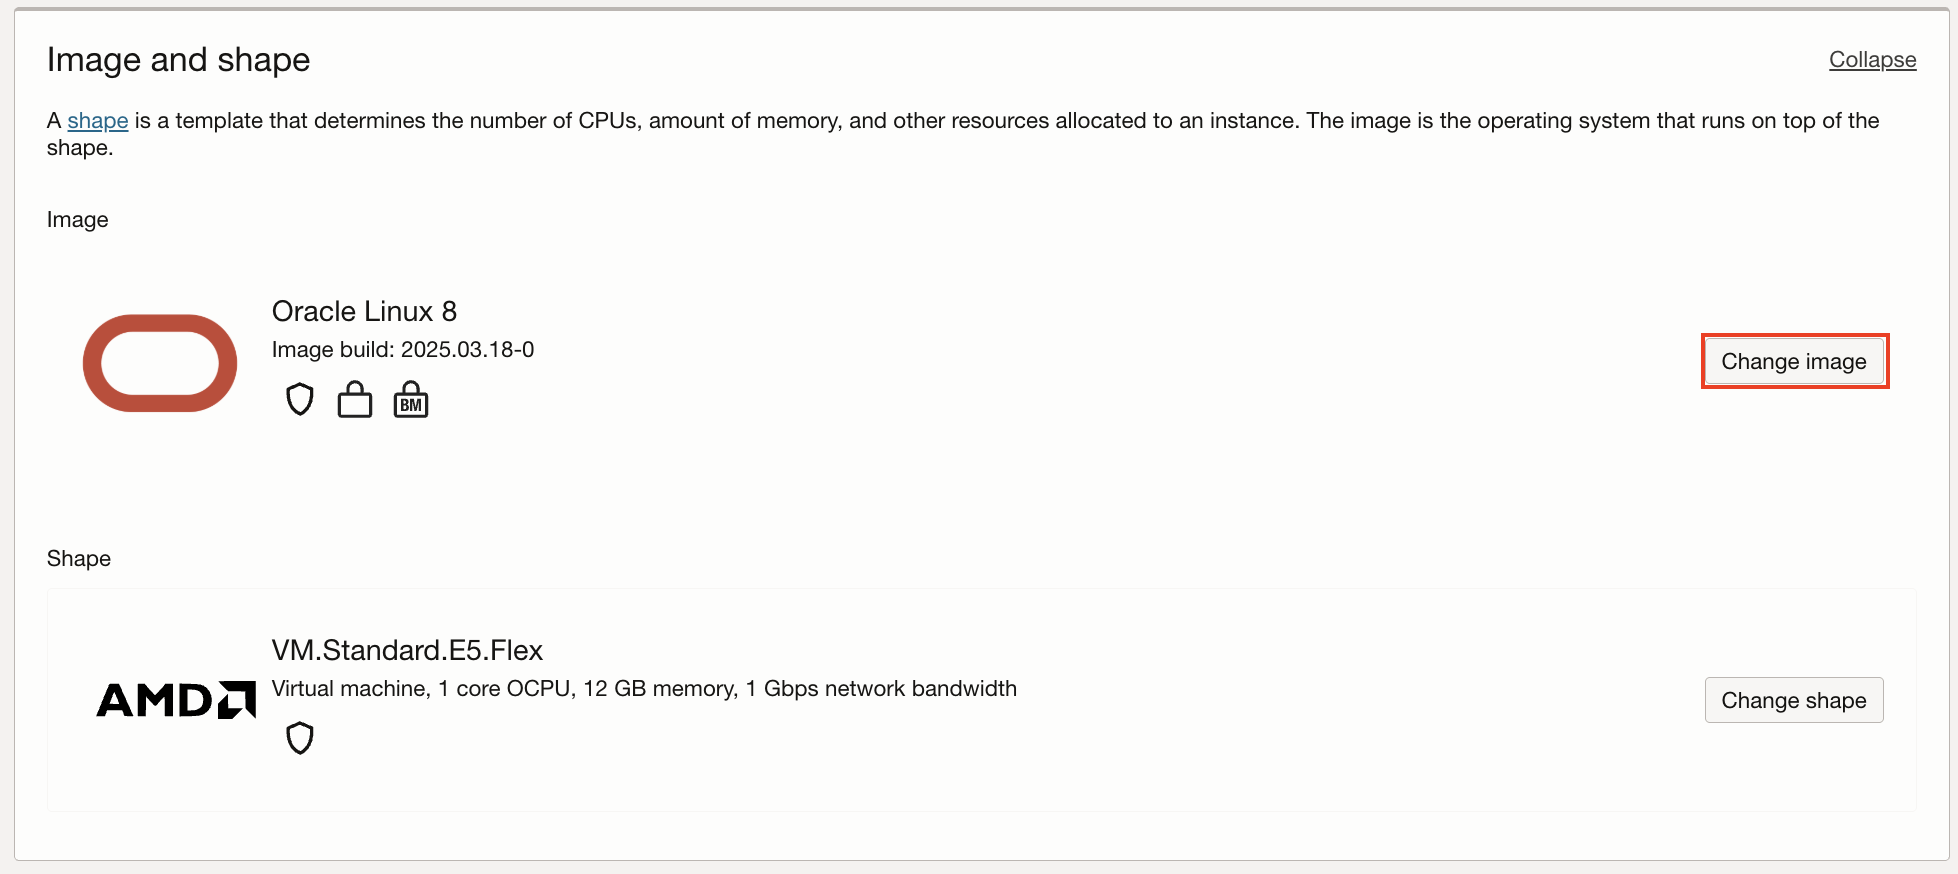 Image and shape
Collapse
A shape is a template that determines the number of CPUs, amount of memory, and other resources allocated to an instance. The image is the operating system that runs on top of the
shape.
Image
Oracle Linux 8
Image build: 2025.03.18-0
BM
Change image
Shape
AMD
VM.Standard.E5.Flex
Virtual machine, 1 core OCPU, 12 GB memory, 1 Gbps network bandwidth
Change shape